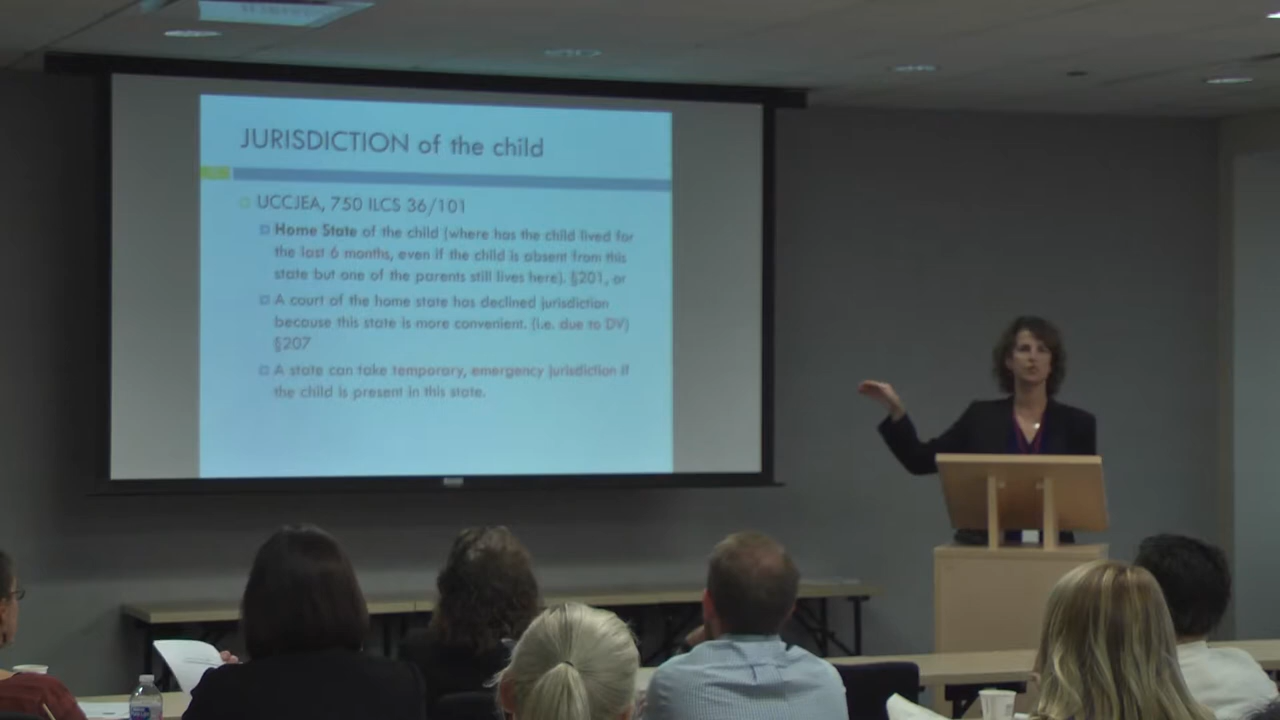 JURISDICTION of the child
UCCJEA, 750 ILCS 36/101
Home State of the child (where has the child lived for
the last 6 months, even if the child is absent from this
state but one of the parents still lives here). §201, or
A court of the home state has declined jurisdiction
because this state is more convenient. (i.e. due to DV)
§207
A state can take temporary, emergency jurisdiction if
the child is present in this state.